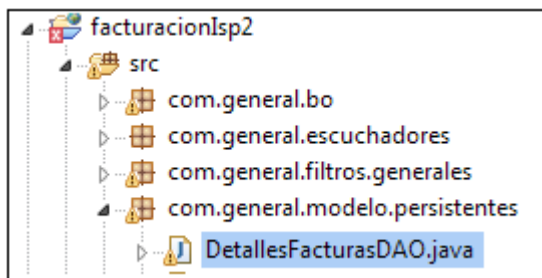 facturacionIsp2
src
com.general.bo
com.general.escuchadores
com.general.filtros.generales
com.general.modelo.persistentes
DetallesFacturasDAO.java